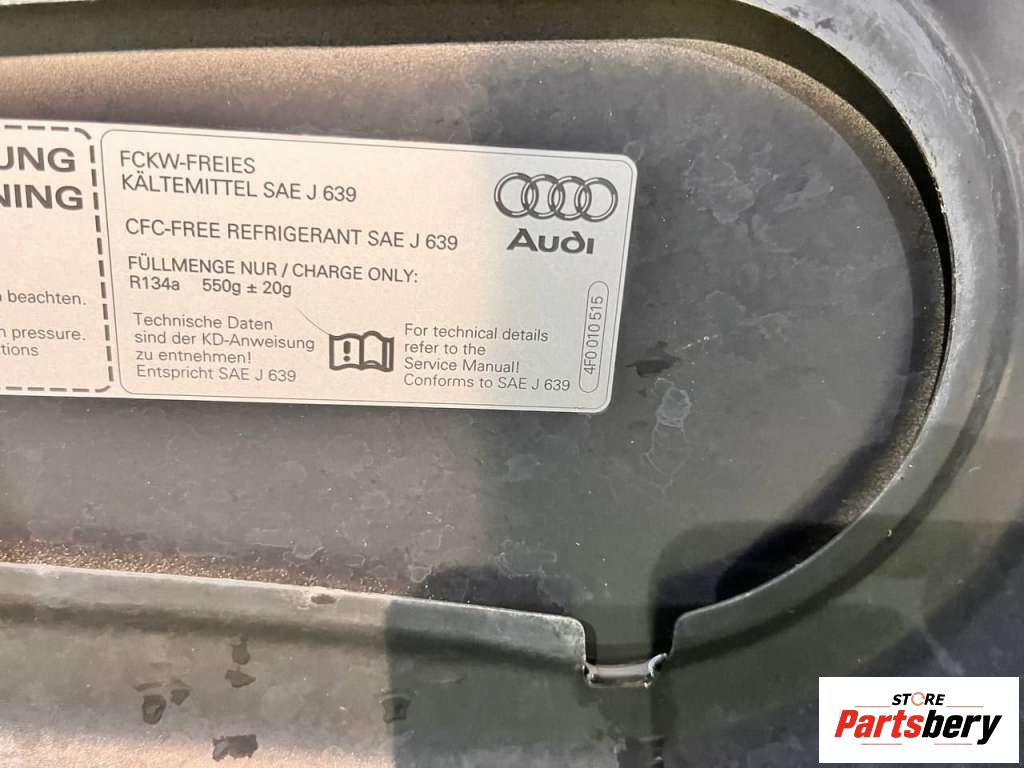 UNG
NING
beachten.
pressure.
tions
FCKW-FREIES
KÄLTEMITTEL SAE J 639
CFC-FREE REFRIGERANT SAE J 639
FÜLLMENGE NUR / CHARGE ONLY:
R134a 550g ± 20g
Technische Daten
sind der KD-Anweisung
zu entnehmen!
Entspricht SAE J 639
For technical details
refer to the
Service Manual!
Conforms to SAE J 639
Audi
4F0 010 515
STORE
Partsbery